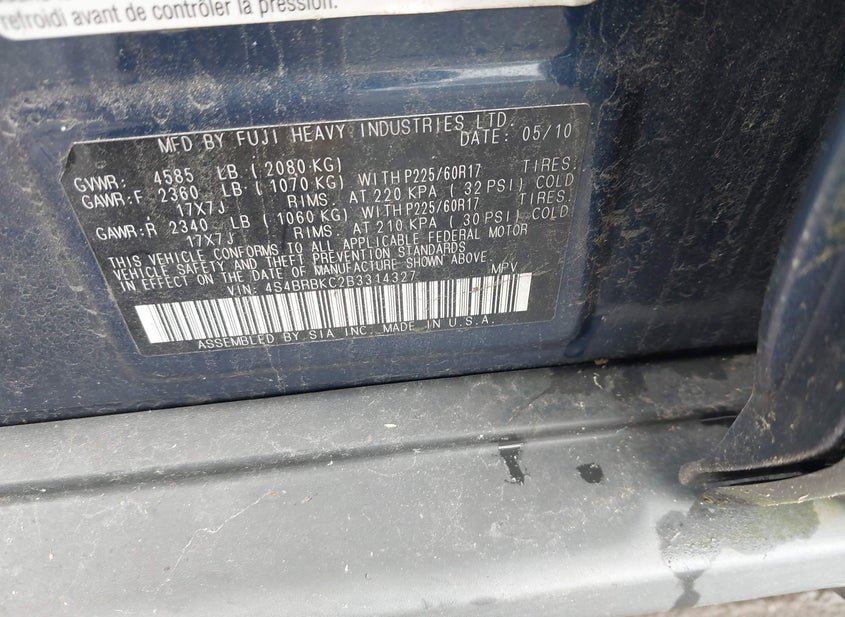 refroidi avant de contrôler la pression.
MFD BY FUJI HEAVY INDUSTRIES LTD.
DATE: 05/10
GVWR: 4585 LB (2080 KG)
GAWR:F 2360 LB (1070 KG) WITH P225/60R17 TIRES.
17X7J RIMS. AT 220 KPA (32 PSI) COLD
GAWR:R 2340 LB (1060 KG) WITH P225/60R17 TIRES.
17X7J RIMS. AT 210 KPA (30 PSI) COLD
THIS VEHICLE CONFORMS TO ALL APPLICABLE FEDERAL MOTOR
VEHICLE SAFETY AND THEFT PREVENTION STANDARDS
IN EFFECT ON THE DATE OF MANUFACTURE SHOWN ABOVE.
VIN: 4S4BRBKC2B3314327 MPV
ASSEMBLED BY SIA INC. MADE IN U.S.A.